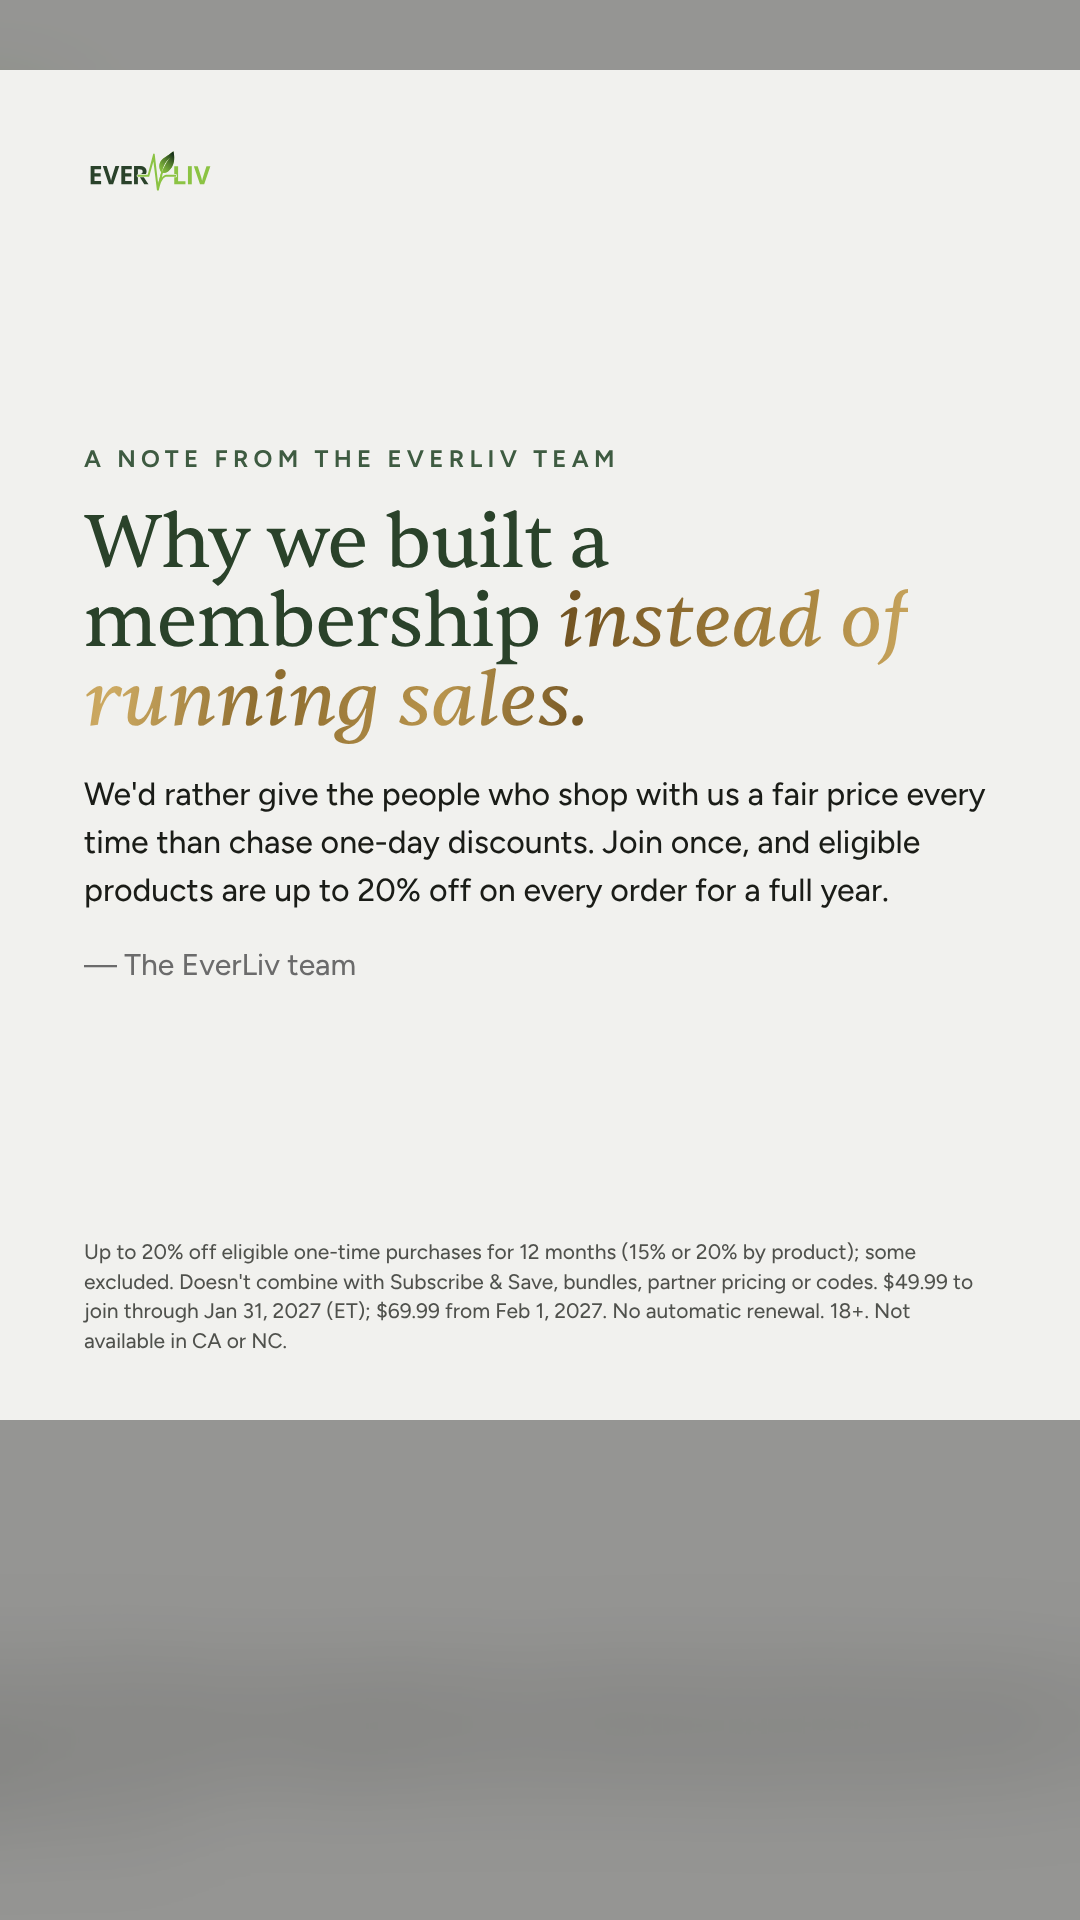 EVER LIV
A NOTE FROM THE EVERLIV TEAM
Why we built a
membership instead of
running sales.
We'd rather give the people who shop with us a fair price every
time than chase one-day discounts. Join once, and eligible
products are up to 20% off on every order for a full year.
— The EverLiv team
Up to 20% off eligible one-time purchases for 12 months (15% or 20% by product); some
excluded. Doesn't combine with Subscribe & Save, bundles, partner pricing or codes. $49.99 to
join through Jan 31, 2027 (ET); $69.99 from Feb 1, 2027. No automatic renewal. 18+. Not
available in CA or NC.